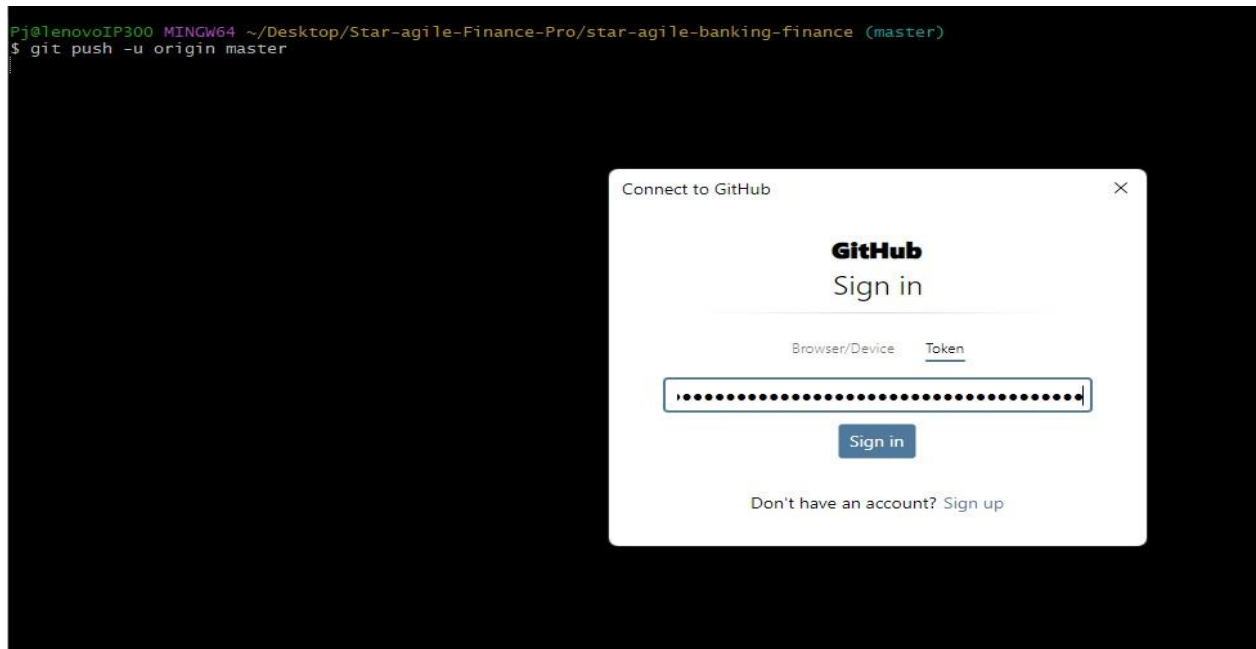 Pj@lenovoIP300 MINGW64 ~/Desktop/Star-agile-Finance-Pro/star-agile-banking-finance (master)
$ git push -u origin master
Connect to GitHub
GitHub
Sign in
Browser/Device Token
Sign in
Don't have an account? Sign up